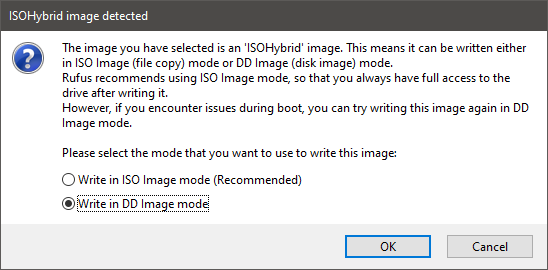 ISOHybrid image detected
The image you have selected is an 'ISOHybrid' image. This means it can be written either
in ISO Image (file copy) mode or DD Image (disk image) mode.
Rufus recommends using ISO Image mode, so that you always have full access to the
drive after writing it.
However, if you encounter issues during boot, you can try writing this image again in DD
Image mode.
Please select the mode that you want to use to write this image:
Write in ISO Image mode (Recommended)
Write in DD Image mode
OK
Cancel